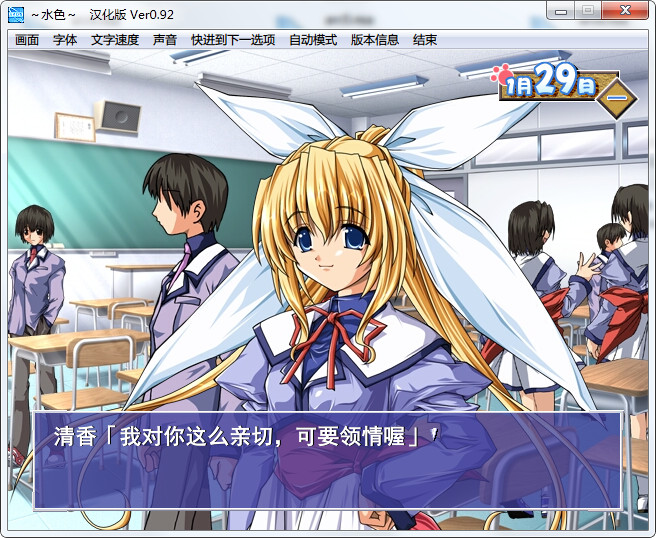 ～水色～　汉化版 Ver0.92
画面 字体 文字速度 声音 快进到下一选项 自动模式 版本信息 结束
1月29日 一
清香「我对你这么亲切，可要领情喔」